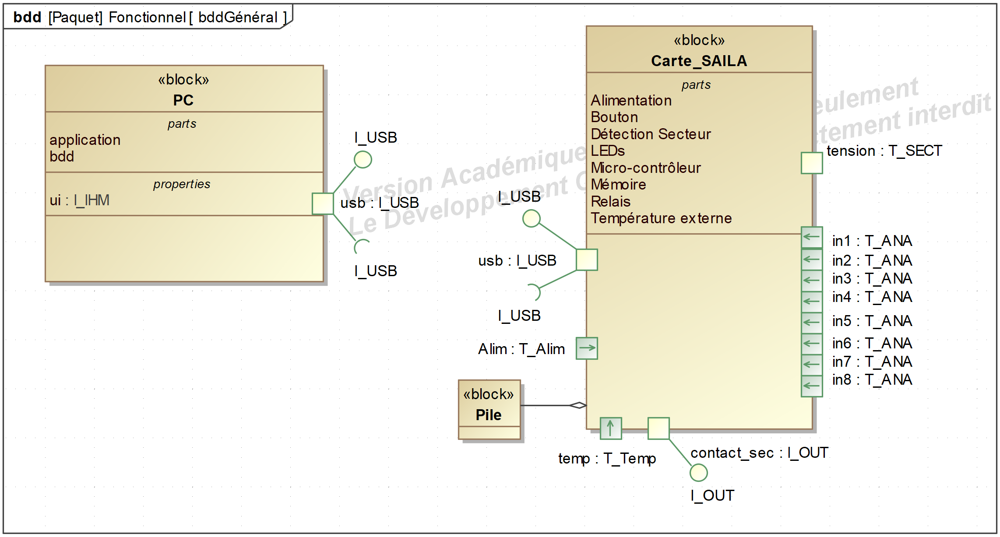 bdd [Paquet] Fonctionnel [ bddGénéral ]
«block»
PC
parts
application
bdd
properties
ui : I_IHM
I_USB
usb : I_USB
I_USB
«block»
Carte_SAILA
parts
Alimentation
Bouton
Détection Secteur
LEDs
Micro-contrôleur
Mémoire
Relais
Température externe
tension : T_SECT
I_USB
usb : I_USB
I_USB
Alim : T_Alim
in1 : T_ANA
in2 : T_ANA
in3 : T_ANA
in4 : T_ANA
in5 : T_ANA
in6 : T_ANA
in7 : T_ANA
in8 : T_ANA
«block»
Pile
temp : T_Temp
contact_sec : I_OUT
I_OUT
Version Académique
Le Développement
interdit